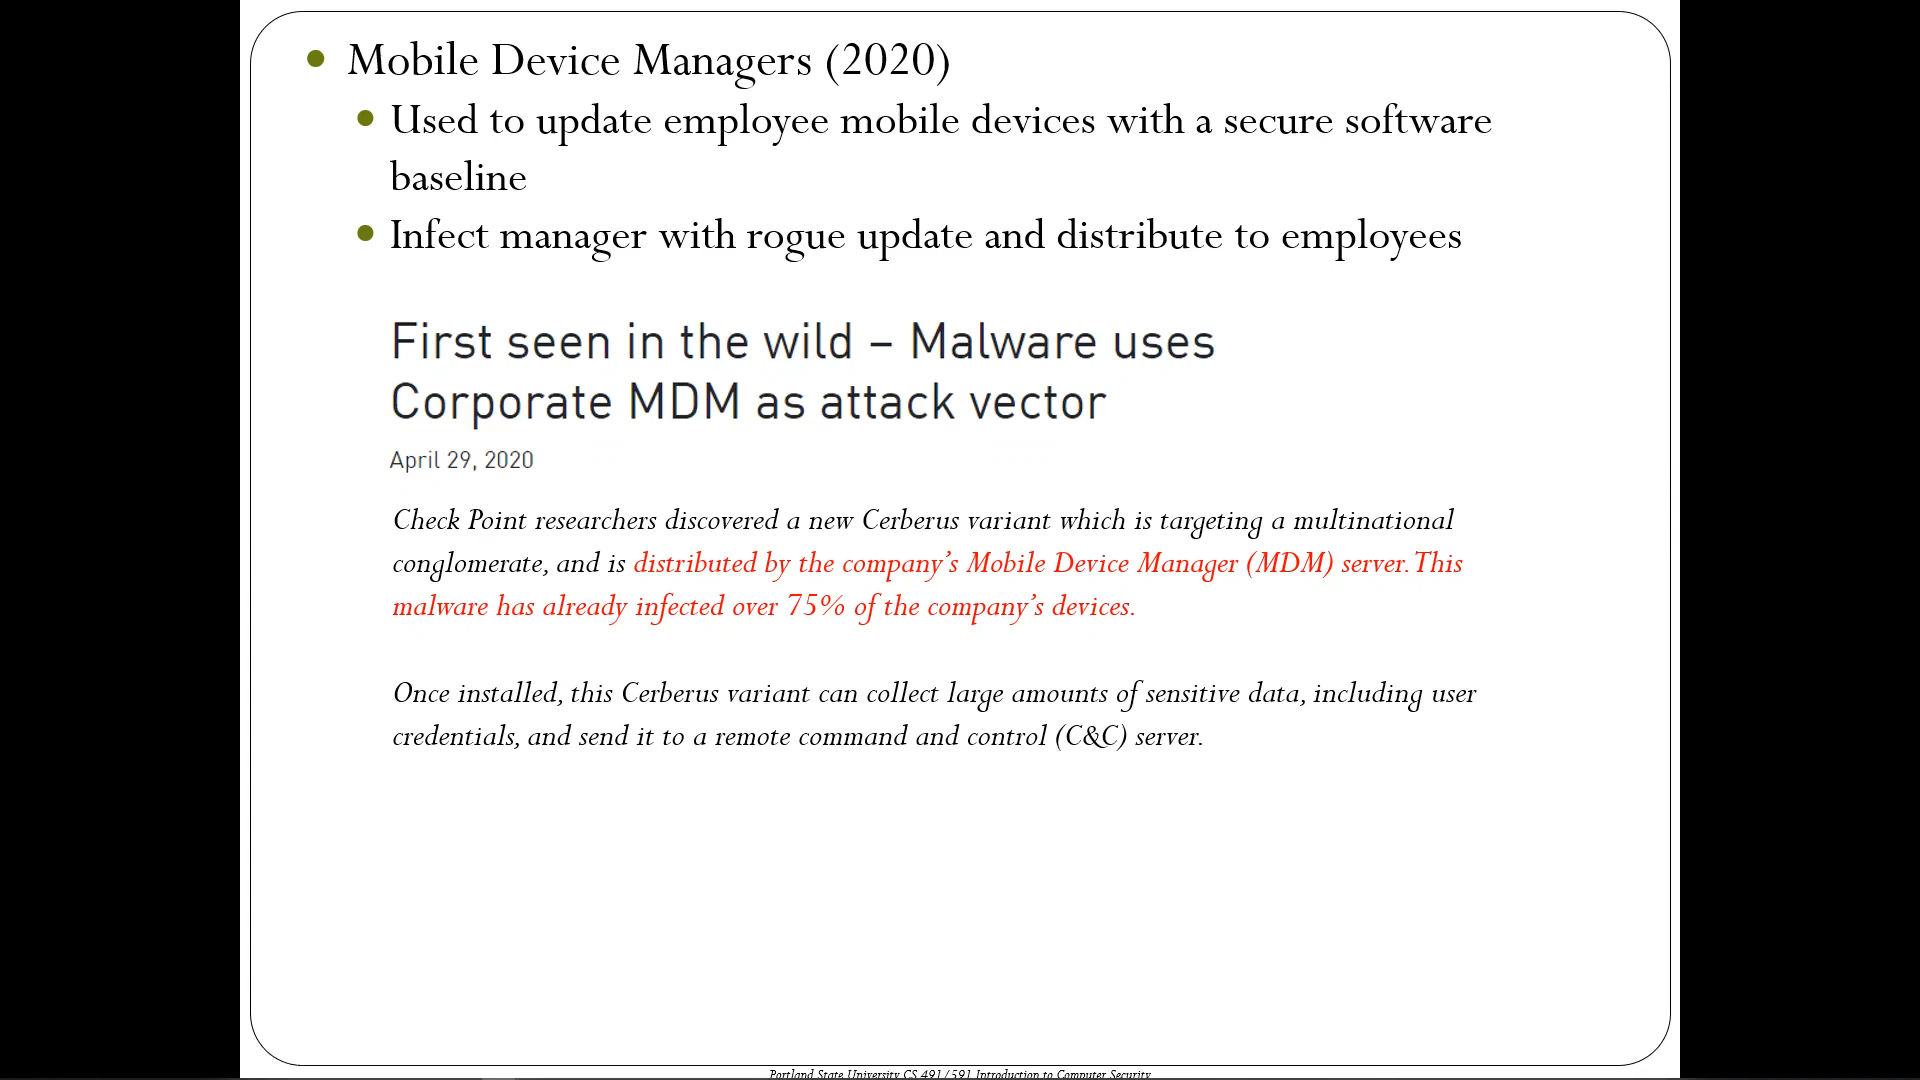 Mobile Device Managers (2020)
Used to update employee mobile devices with a secure software
baseline
Infect manager with rogue update and distribute to employees
First seen in the wild – Malware uses
Corporate MDM as attack vector
April 29, 2020
Check Point researchers discovered a new Cerberus variant which is targeting a multinational
conglomerate, and is distributed by the company’s Mobile Device Manager (MDM) server. This
malware has already infected over 75% of the company’s devices.
Once installed, this Cerberus variant can collect large amounts of sensitive data, including user
credentials, and send it to a remote command and control (C&C) server.
Portland State University CS 491/591 Introduction to Computer Security